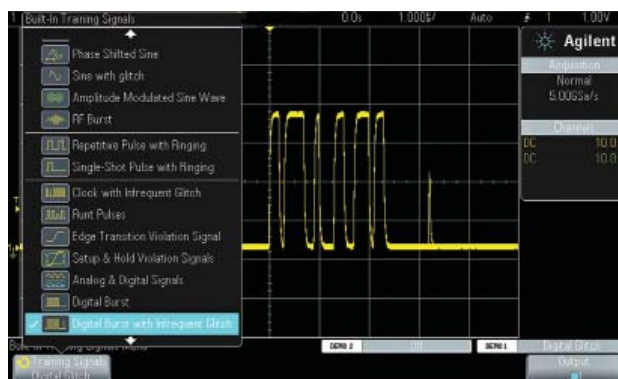 Built-In Training Signals
0.0s 1.000s/ Auto 1 1.00V
Phase Shifted Sine
Sine with glitch
Amplitude Modulated Sine Wave
RF Burst
Repetitive Pulse with Ringing
Single-Shot Pulse with Ringing
Clock with Infrequent Glitch
Runt Pulses
Edge Transition Violation Signal
Setup & Hold Violation Signals
Analog & Digital Signals
Digital Burst
Digital Burst with Infrequent Glitch
Agilent
Acquisition
Normal
5.00GSa/s
Channels
DC 10.0
DC 10.0
DEMO 2 Off DEMO 1 Digital Glitch
Training Signals
Digital Glitch
Output